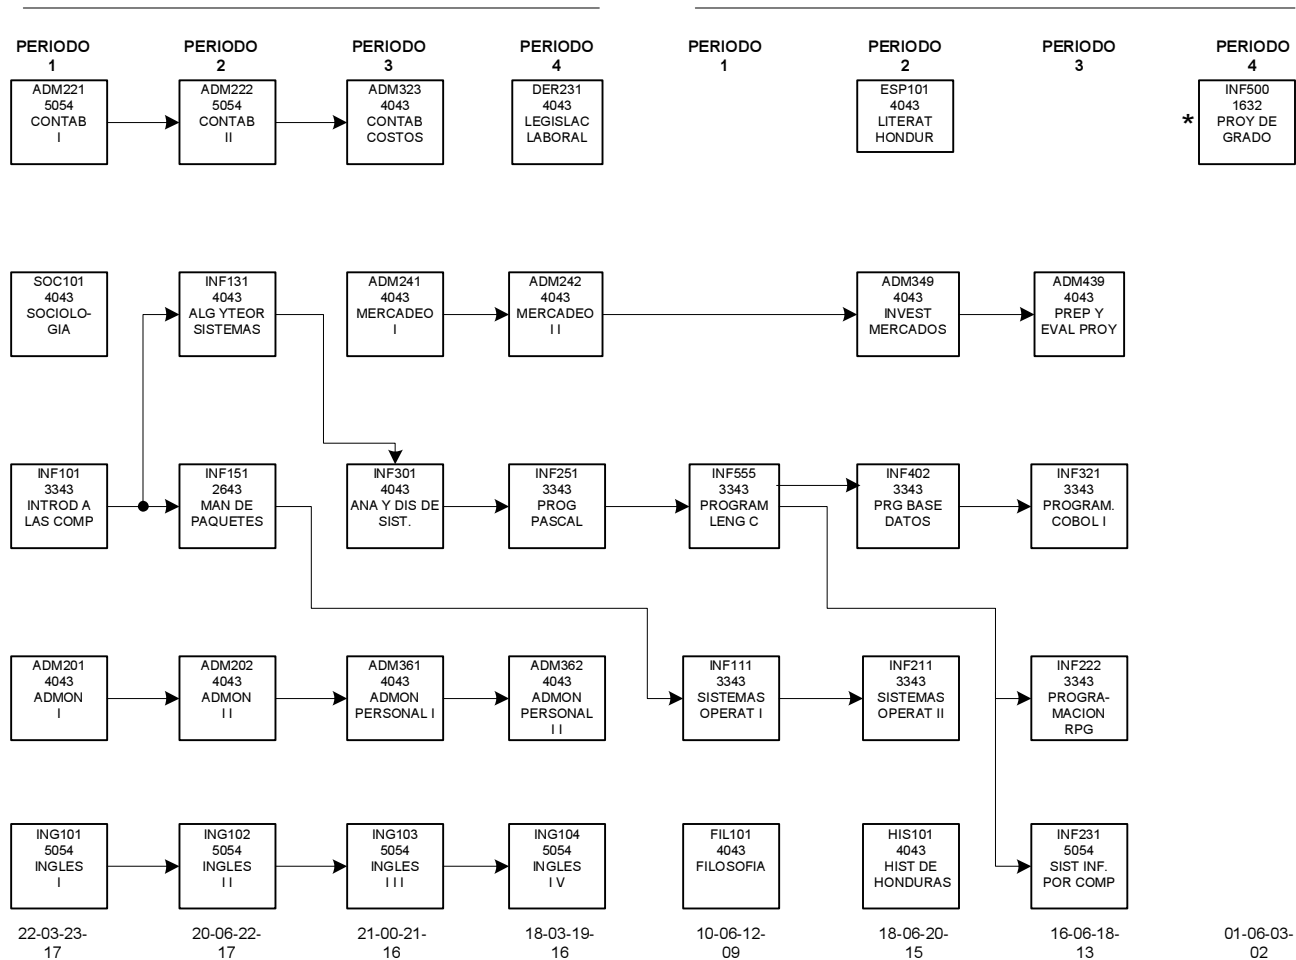 PERIODO
1
PERIODO
2
PERIODO
3
PERIODO
4
PERIODO
1
PERIODO
2
PERIODO
3
PERIODO
4
ADM221
5054
CONTAB
I
ADM222
5054
CONTAB
II
ADM323
4043
CONTAB
COSTOS
DER231
4043
LEGISLAC
LABORAL
ESP101
4043
LITERAT
HONDUR
*
INF500
1632
PROY DE
GRADO
SOC101
4043
SOCIOLO-
GIA
INF131
4043
ALG YTEOR
SISTEMAS
ADM241
4043
MERCADEO
I
ADM242
4043
MERCADEO
I I
ADM349
4043
INVEST
MERCADOS
ADM439
4043
PREP Y
EVAL PROY
INF101
3343
INTROD A
LAS COMP
INF151
2643
MAN DE
PAQUETES
INF301
4043
ANA Y DIS DE
SIST.
INF251
3343
PROG
PASCAL
INF555
3343
PROGRAM
LENG C
INF402
3343
PRG BASE
DATOS
INF321
3343
PROGRAM.
COBOL I
ADM201
4043
ADMON
I
ADM202
4043
ADMON
I I
ADM361
4043
ADMON
PERSONAL I
ADM362
4043
ADMON
PERSONAL
I I
INF111
3343
SISTEMAS
OPERAT I
INF211
3343
SISTEMAS
OPERAT II
INF222
3343
PROGRA-
MACION
RPG
ING101
5054
INGLES
I
ING102
5054
INGLES
I I
ING103
5054
INGLES
I I I
ING104
5054
INGLES
I V
FIL101
4043
FILOSOFIA
HIS101
4043
HIST DE
HONDURAS
INF231
5054
SIST INF.
POR COMP
22-03-23-
17
20-06-22-
17
21-00-21-
16
18-03-19-
16
10-06-12-
09
18-06-20-
15
16-06-18-
13
01-06-03-
02